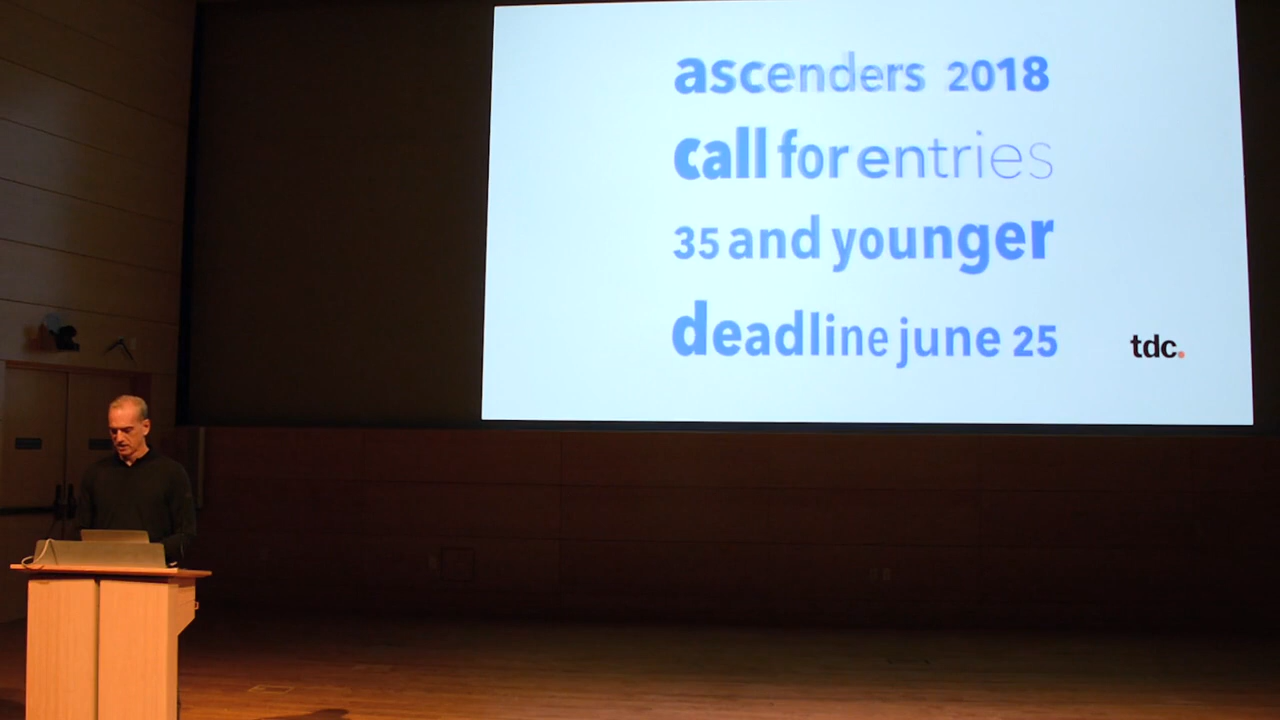 ascenders 2018
call for entries
35 and younger
deadline june 25
tdc.